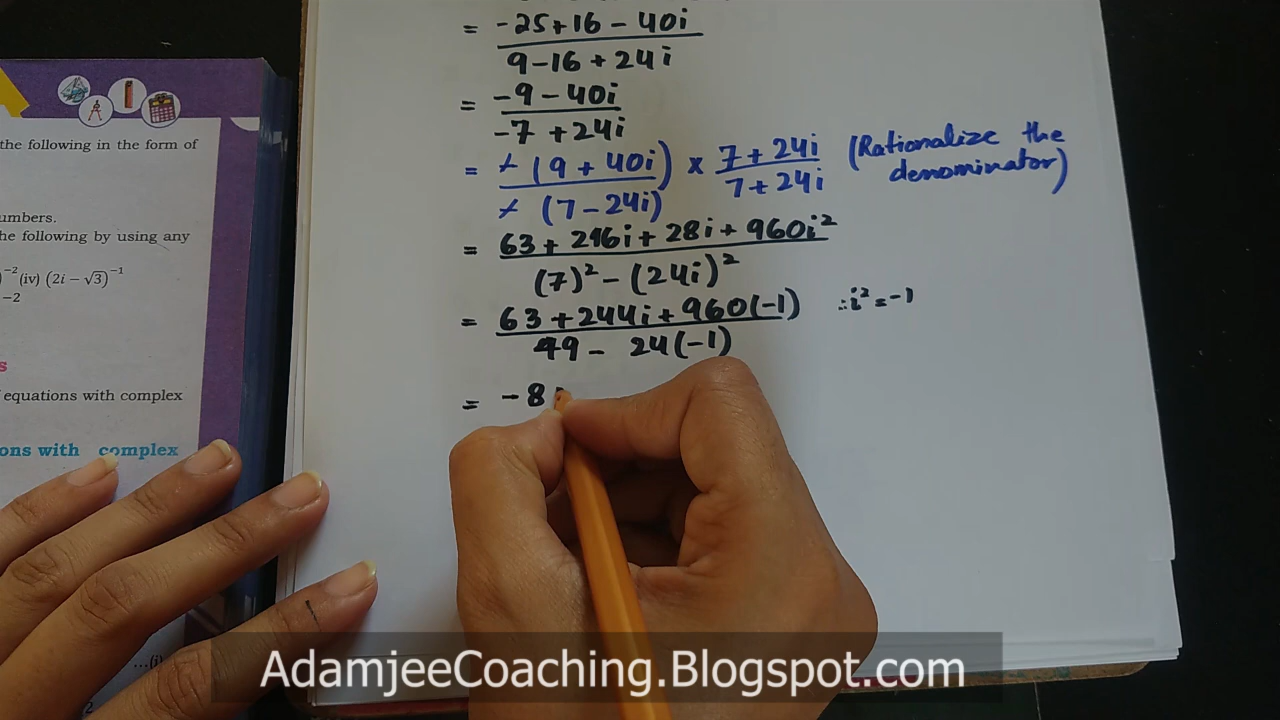 = -25+16-40i
9-16+24i
= -9-40i
-7+24i
= -(9+40i) × 7+24i (Rationalize the denominator)
-(7-24i) 7+24i
= 63+216i+28i+960i²
(7)²-(24i)²
= 63+244i+960(-1) ∴i²=-1
49- 24(-1)
= -8
the following in the form of
umbers.
he following by using any
)⁻² (iv) (2i-√3)⁻¹
-2
s
f equations with complex
ons with complex
...(i)
2
AdamjeeCoaching.Blogspot.com